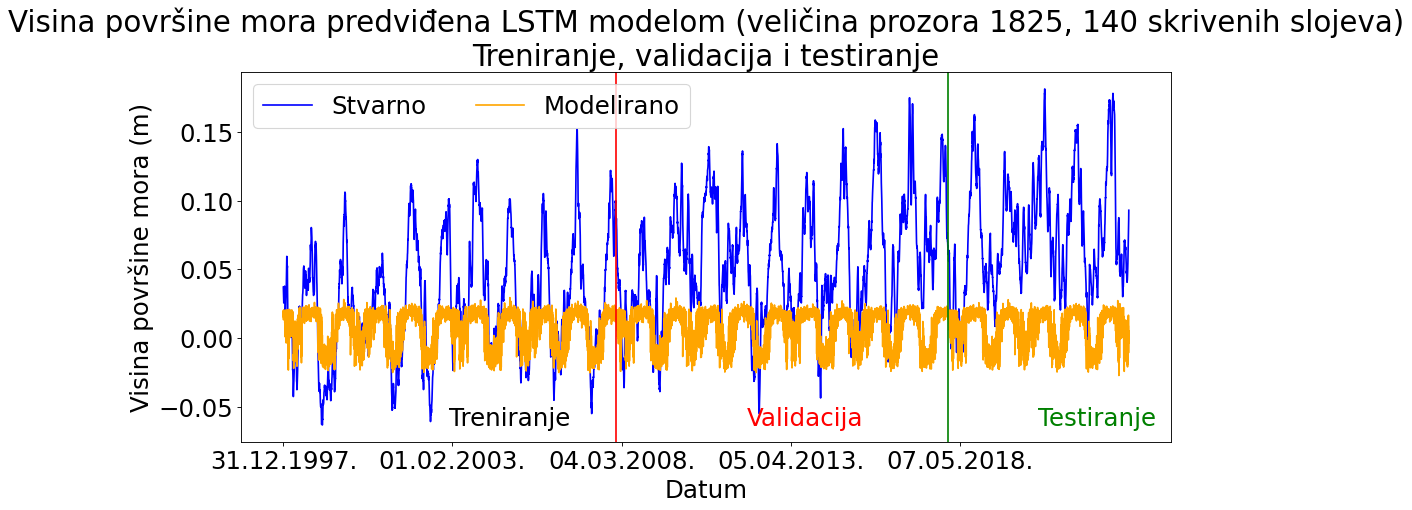 Visina površine mora predviđena LSTM modelom (veličina prozora 1825, 140 skrivenih slojeva)
Treniranje, validacija i testiranje
Stvarno
Modelirano
Visina površine mora (m)
0.15
0.10
0.05
0.00
−0.05
Treniranje
Validacija
Testiranje
31.12.1997.
01.02.2003.
04.03.2008.
05.04.2013.
07.05.2018.
Datum